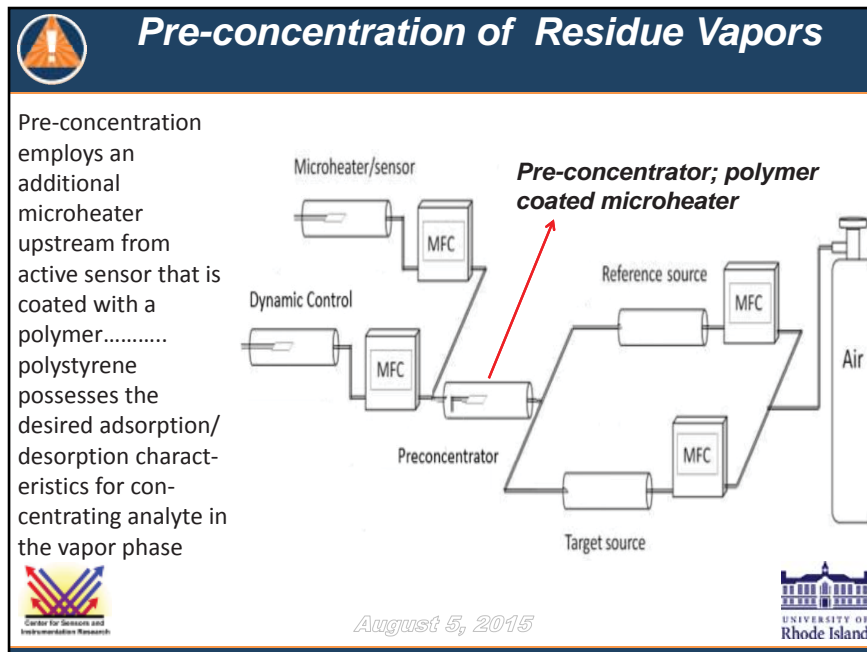 Pre-concentration of Residue Vapors
Pre-concentration
employs an
additional
microheater
upstream from
active sensor that is
coated with a
polymer………..
polystyrene
possesses the
desired adsorption/
desorption charact-
eristics for con-
centrating analyte in
the vapor phase
Microheater/sensor
Pre-concentrator; polymer
coated microheater
MFC
Reference source
MFC
Dynamic Control
MFC
Air
Preconcentrator
MFC
Target source
Center for Sensors and
Instrumentation Research
August 5, 2015
UNIVERSITY OF
Rhode Island